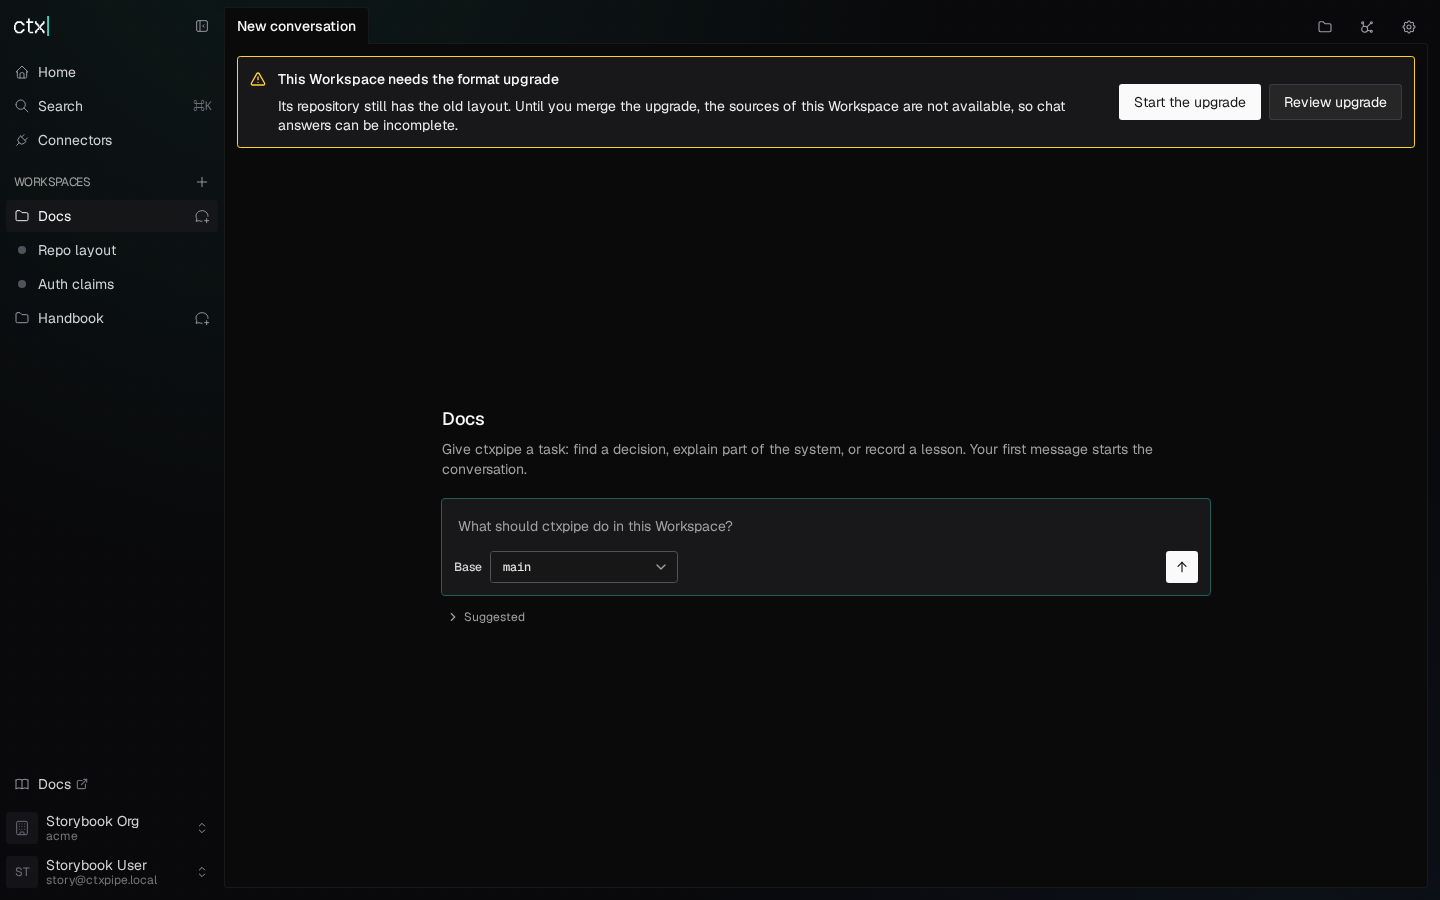 ctx
Home
Search ⌘K
Connectors
WORKSPACES
Docs
Repo layout
Auth claims
Handbook
Docs
Storybook Org
acme
ST
Storybook User
story@ctxpipe.local
New conversation
This Workspace needs the format upgrade
Its repository still has the old layout. Until you merge the upgrade, the sources of this Workspace are not available, so chat
answers can be incomplete.
Start the upgrade
Review upgrade
Docs
Give ctxpipe a task: find a decision, explain part of the system, or record a lesson. Your first message starts the
conversation.
What should ctxpipe do in this Workspace?
Base main
Suggested